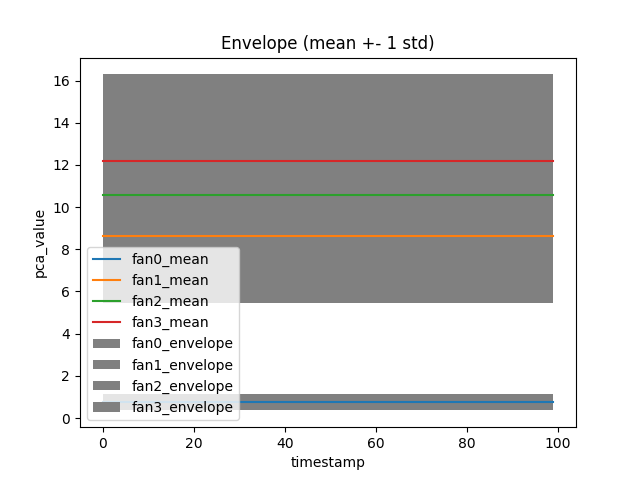 Envelope (mean +- 1 std)
16
14
12
10
8
6
4
2
0
pca_value
fan0_mean
fan1_mean
fan2_mean
fan3_mean
fan0_envelope
fan1_envelope
fan2_envelope
fan3_envelope
0 20 40 60 80 100
timestamp